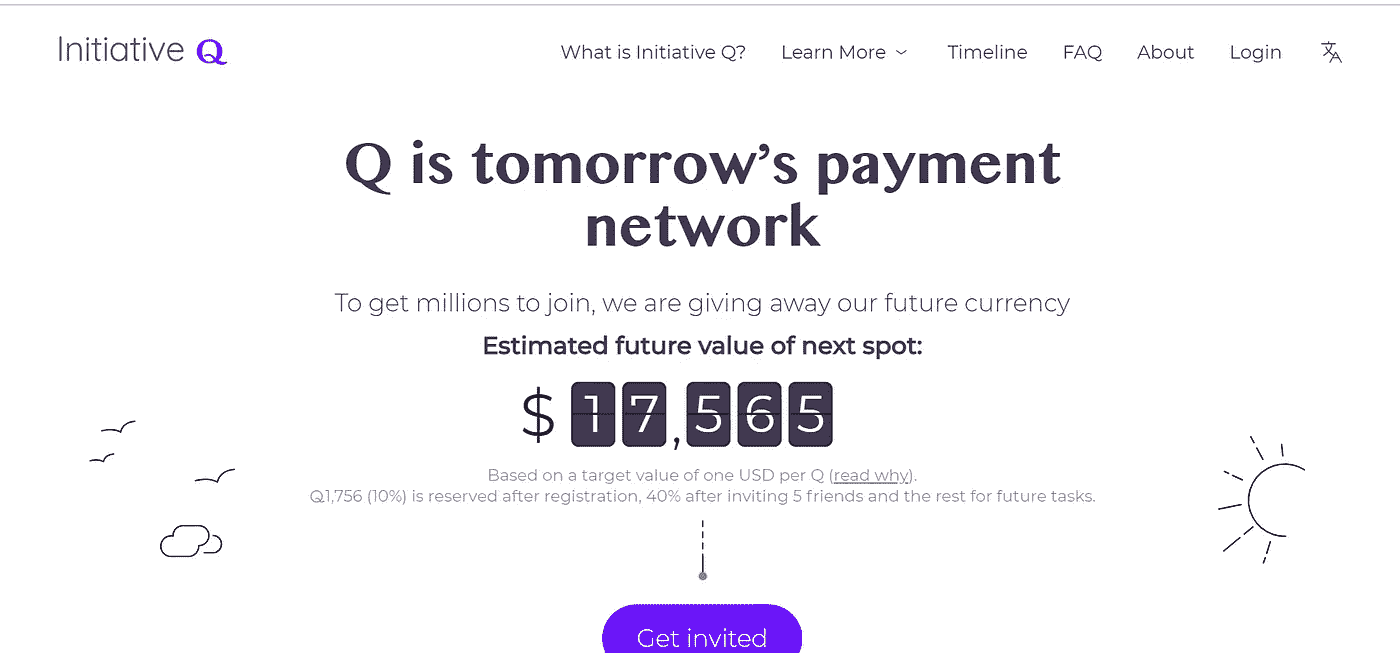 Initiative Q
What is Initiative Q? Learn More Timeline FAQ About Login
Q is tomorrow’s payment
network
To get millions to join, we are giving away our future currency
Estimated future value of next spot:
$ 17,565
Based on a target value of one USD per Q (read why).
Q1,756 (10%) is reserved after registration, 40% after inviting 5 friends and the rest for future tasks.
Get invited